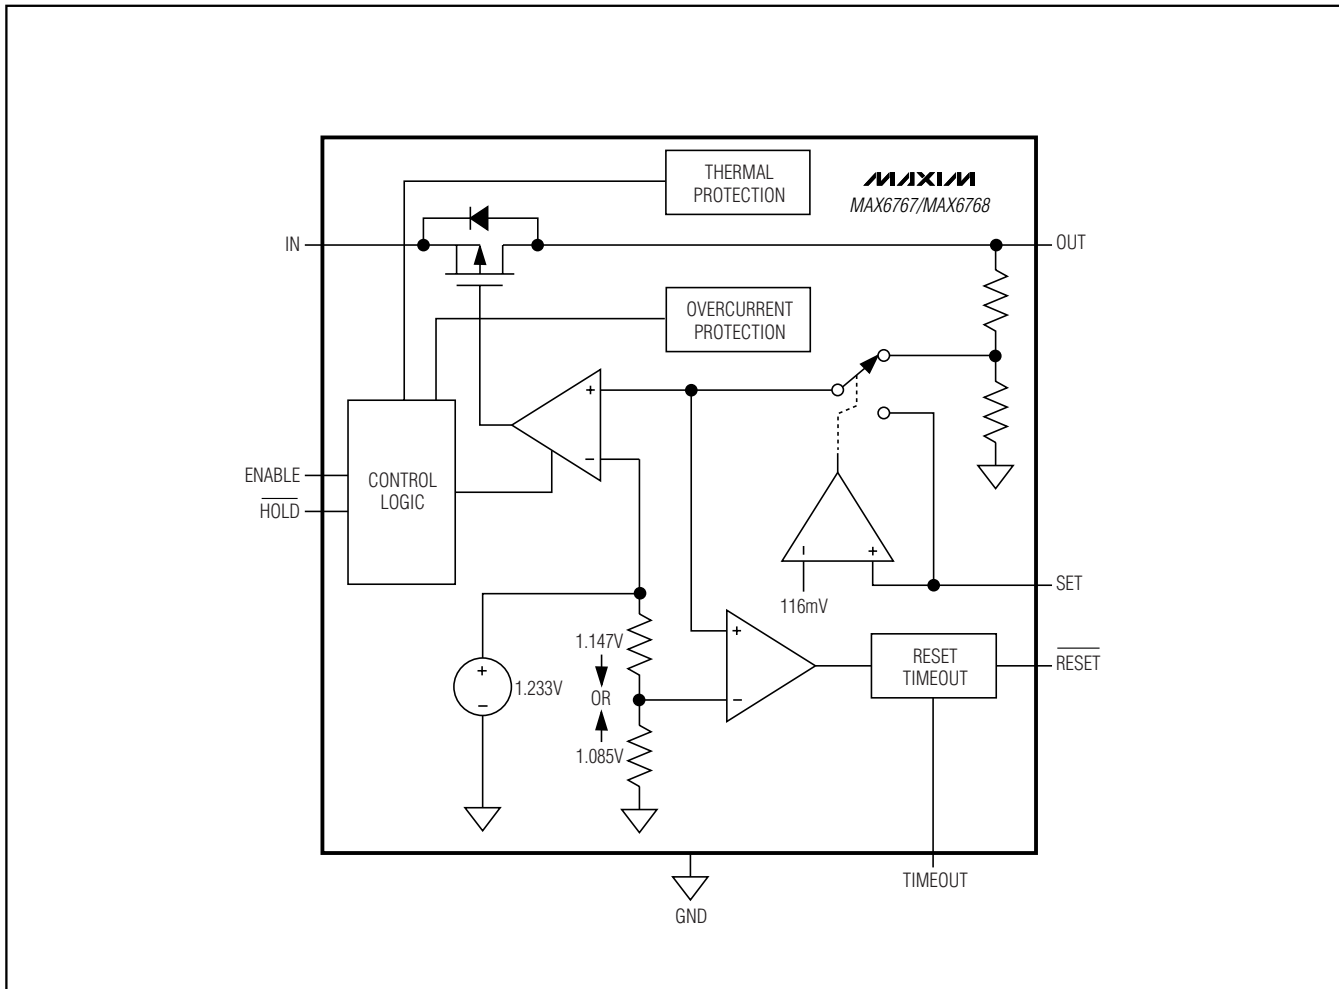 THERMAL
PROTECTION
MAXIM
MAX6767/MAX6768
IN
OUT
OVERCURRENT
PROTECTION
+
−
ENABLE
HOLD
CONTROL
LOGIC
− +
116mV
SET
1.147V
OR
1.085V
+
−
1.233V
+
−
RESET
TIMEOUT
RESET
TIMEOUT
GND